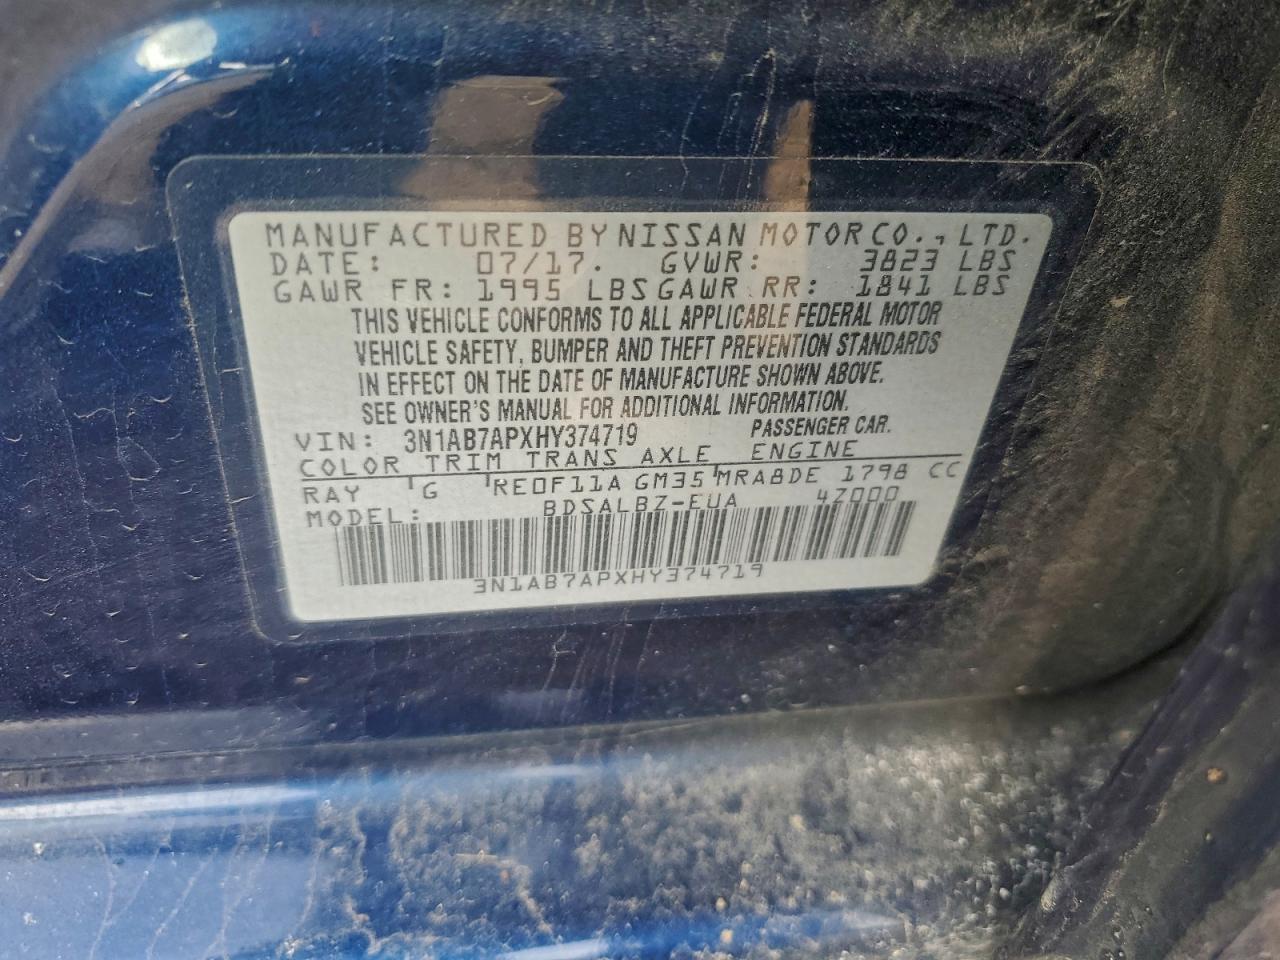 MANUFACTURED BY NISSAN MOTOR CO., LTD.
DATE: 07/17. GVWR: 3823 LBS
GAWR FR: 1995 LBS GAWR RR: 1841 LBS
THIS VEHICLE CONFORMS TO ALL APPLICABLE FEDERAL MOTOR
VEHICLE SAFETY, BUMPER AND THEFT PREVENTION STANDARDS
IN EFFECT ON THE DATE OF MANUFACTURE SHOWN ABOVE.
SEE OWNER'S MANUAL FOR ADDITIONAL INFORMATION.
VIN: 3N1AB7APXHY374719 PASSENGER CAR.
COLOR TRIM TRANS AXLE ENGINE
RAY G RE0F11A GM35 MRA8DE 1798 CC
MODEL: BDSALBZ-EUA 4Z000
3N1AB7APXHY374719